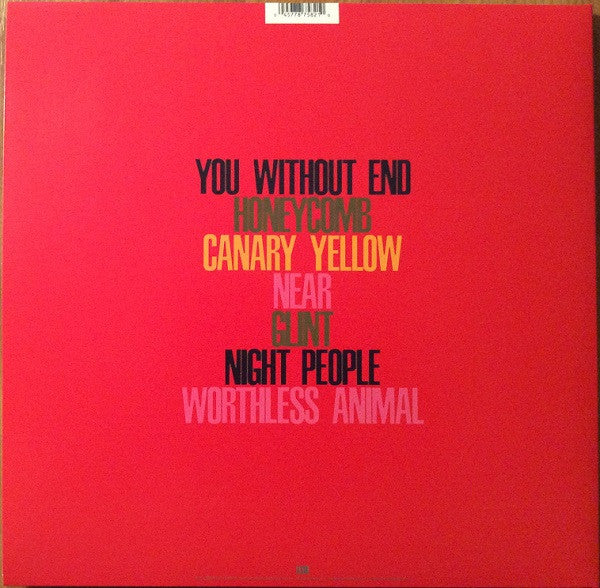 YOU WITHOUT END
HONEYCOMB
CANARY YELLOW
NEAR
GLINT
NIGHT PEOPLE
WORTHLESS ANIMAL